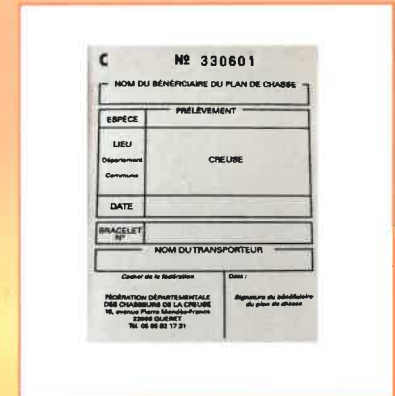 C Nº 330601
NOM DU BÉNÉFICIAIRE DU PLAN DE CHASSE
PRÉLÈVEMENT
ESPÈCE
LIEU
Département CREUSE
Commune
DATE
BRACELET
Nº
NOM DU TRANSPORTEUR
Cachet de la fédération Date :
FÉDÉRATION DÉPARTEMENTALE
DES CHASSEURS DE LA CREUSE
16, avenue Pierre Mendès-France
23000 GUERET
Tél. 05 55 52 17 31
Signature du bénéficiaire
du plan de chasse